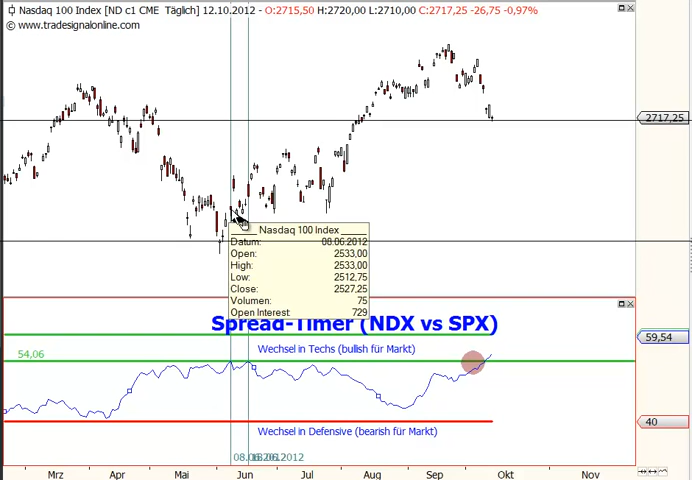 Nasdaq 100 Index [ND c1 CME Täglich] 12.10.2012 - O:2715,50 H:2720,00 L:2710,00 C:2717,25 -26,75 -0,97%
© www.tradesignalonline.com
2717,25
Nasdaq 100 Index
Datum: 08.06.2012
Open: 2533,00
High: 2533,00
Low: 2512,75
Close: 2527,25
Volumen: 75
Open Interest: 729
Spread-Timer (NDX vs SPX)
59,54
Wechsel in Techs (bullish für Markt)
54,06
40
Wechsel in Defensive (bearish für Markt)
08.06
.2012
Mrz Apr Mai Jun Jul Aug Sep Okt Nov